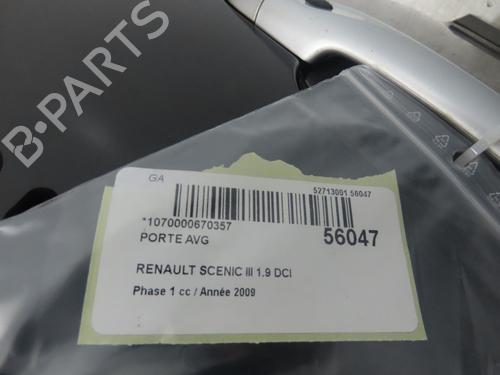 B-PARTS
GA
52713001 56047
*1070000670357
PORTE AVG
56047
RENAULT SCENIC III 1.9 DCI
Phase 1 cc / Année 2009